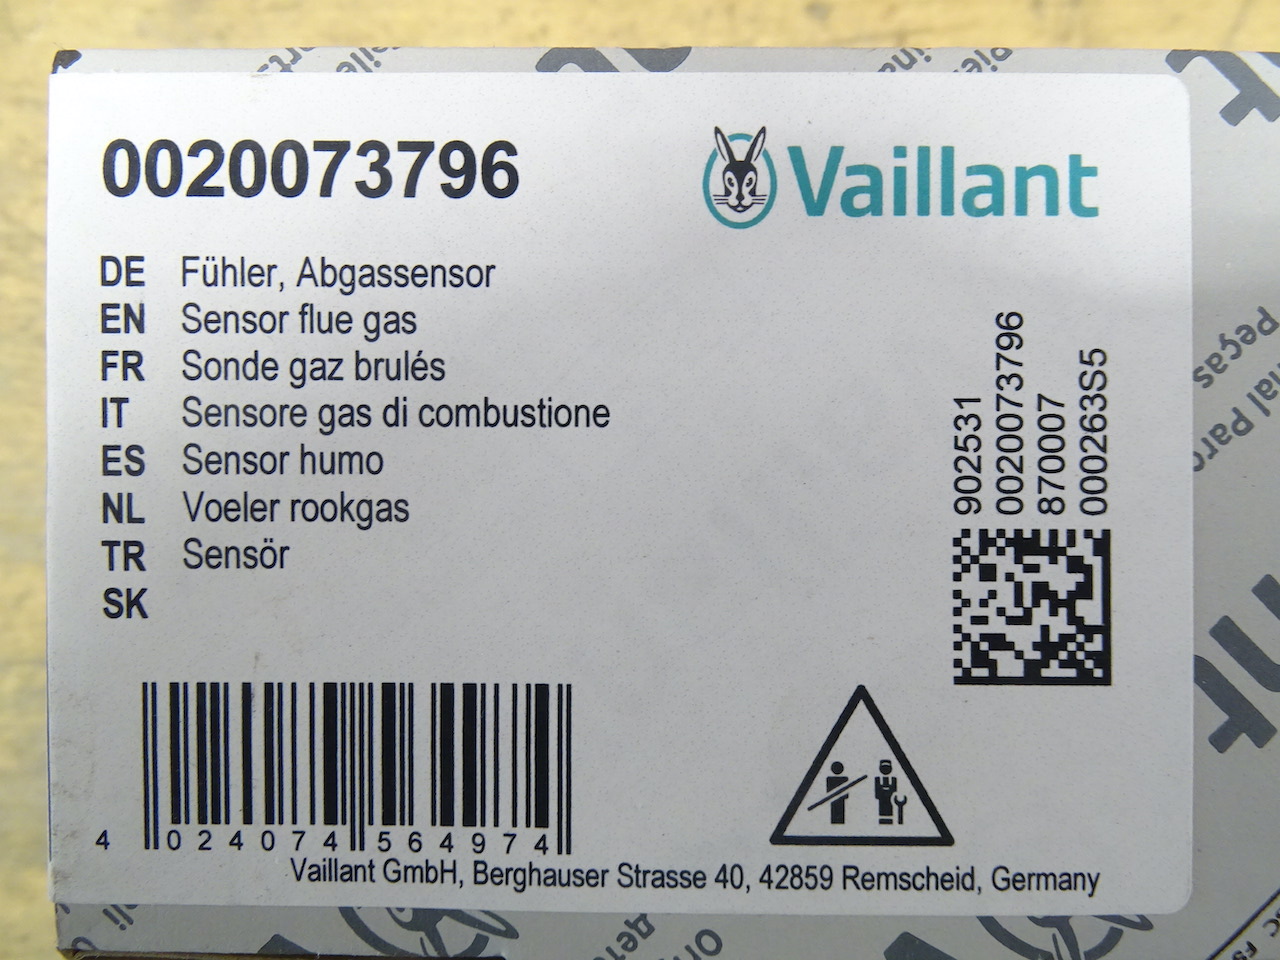 0020073796
Vaillant
DE Fühler, Abgassensor
EN Sensor flue gas
FR Sonde gaz brulés
IT Sensore gas di combustione
ES Sensor humo
NL Voeler rookgas
TR Sensör
SK
902531
0020073796
870007
000263S5
4 024074 564974
Vaillant GmbH, Berghauser Strasse 40, 42859 Remscheid, Germany
Peças